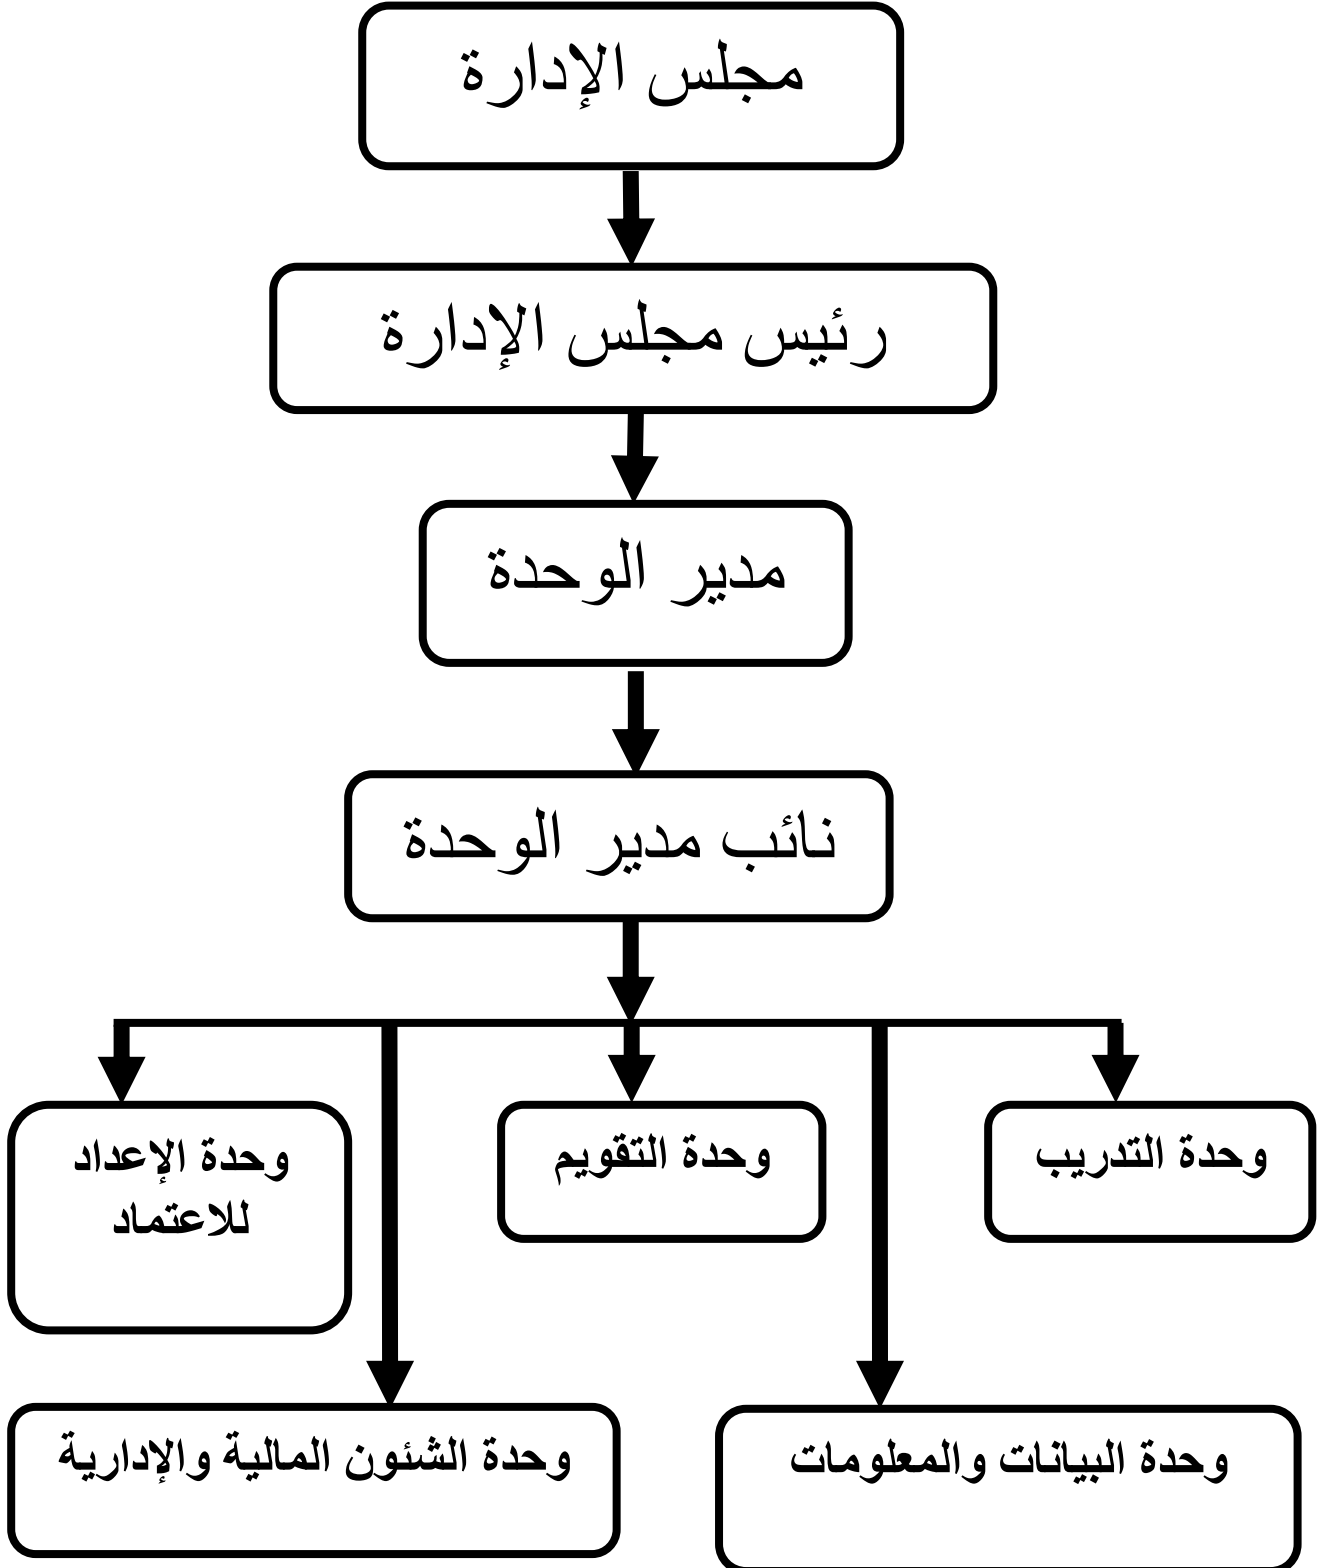 مجلس الإدارة
رئيس مجلس الإدارة
مدير الوحدة
نائب مدير الوحدة
وحدة التدريب
وحدة التقويم
وحدة الإعداد
للاعتماد
وحدة البيانات والمعلومات
وحدة الشئون المالية والإدارية